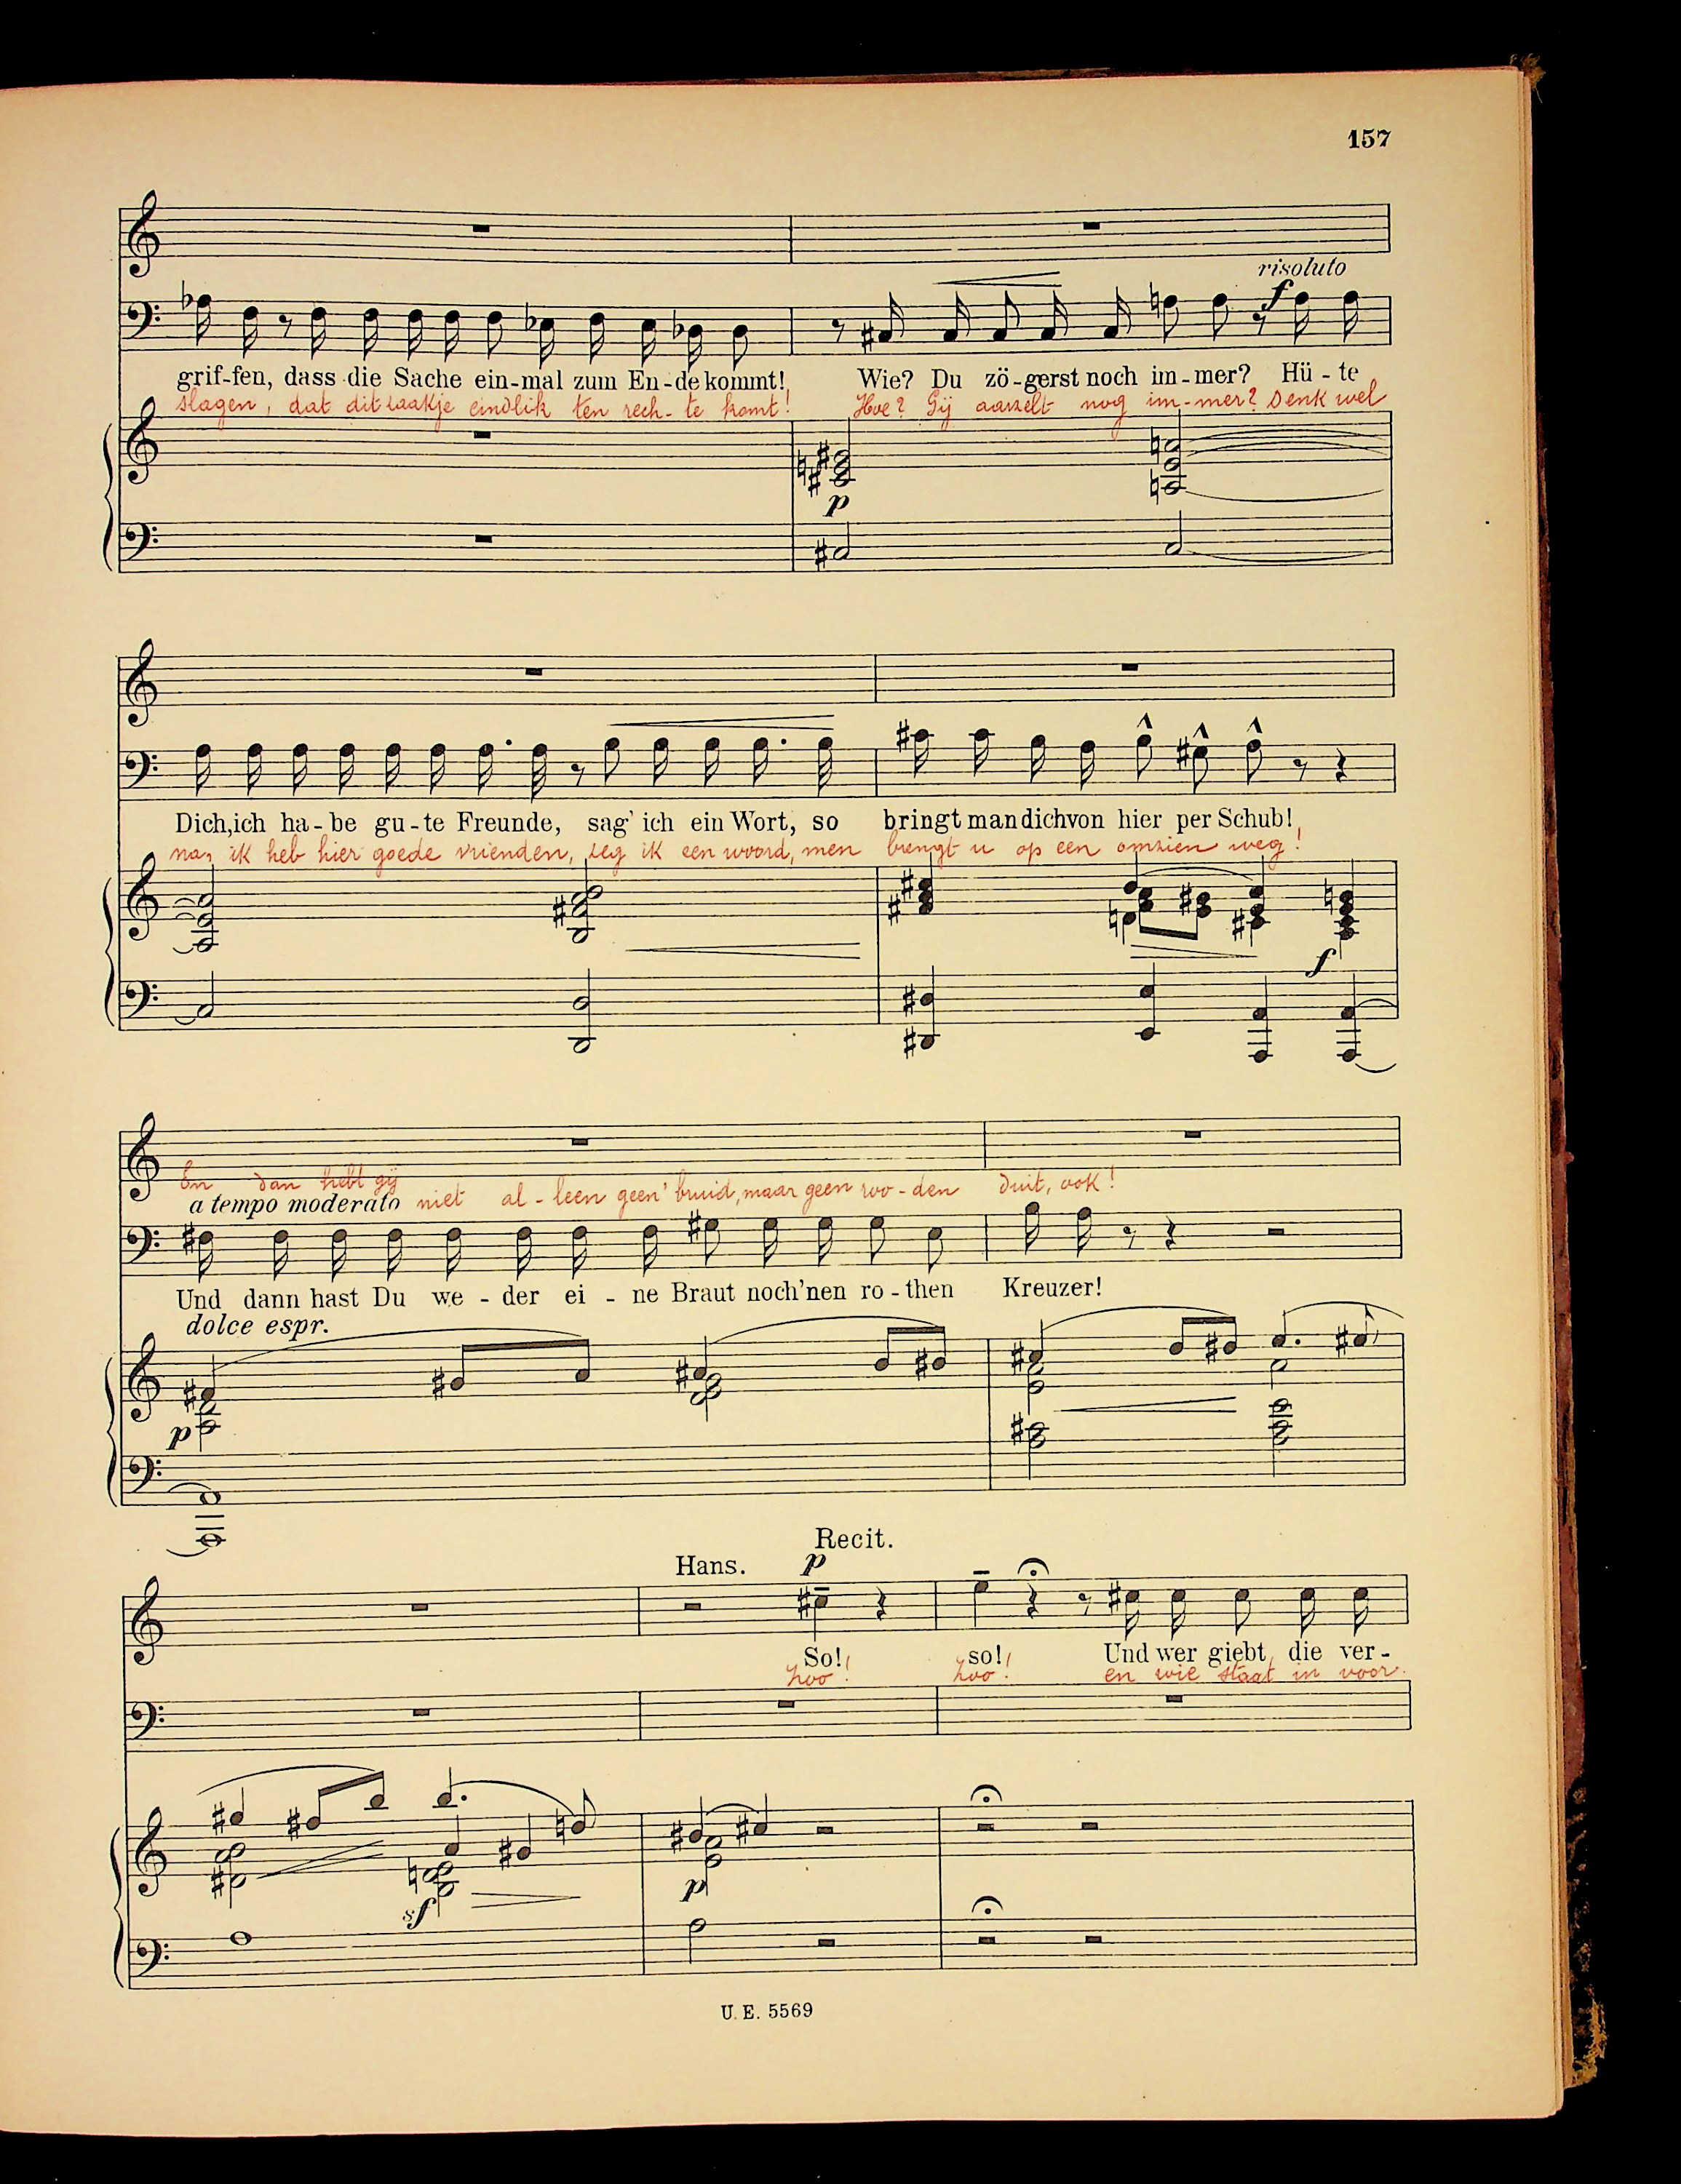 157
risoluto
f
grif-fen, dass die Sache ein-mal zum En-de kommt! Wie? Du zö-gerst noch im-mer? Hü-te
slagen, dat dit zaakje eindlik ten rech-te komt! Hoe? Gij aarzelt nog im-mer? Denk wel
p
Dich, ich ha-be gu-te Freunde, sag' ich ein Wort, so bringt man dich von hier per Schub!
na, ik heb hier goede vrienden, zeg ik een woord, men brengt u op een omzien weg!
f
En dan hebt gij
a tempo moderato niet al-leen geen' bruid, maar geen roo-den duit, ook!
Und dann hast Du we-der ei-ne Braut noch 'nen ro-then Kreuzer!
dolce espr.
p
Recit.
Hans. p
So! so! Und wer giebt die ver-
Zoo! Zoo! en wie staat in voor
sf p
U. E. 5569